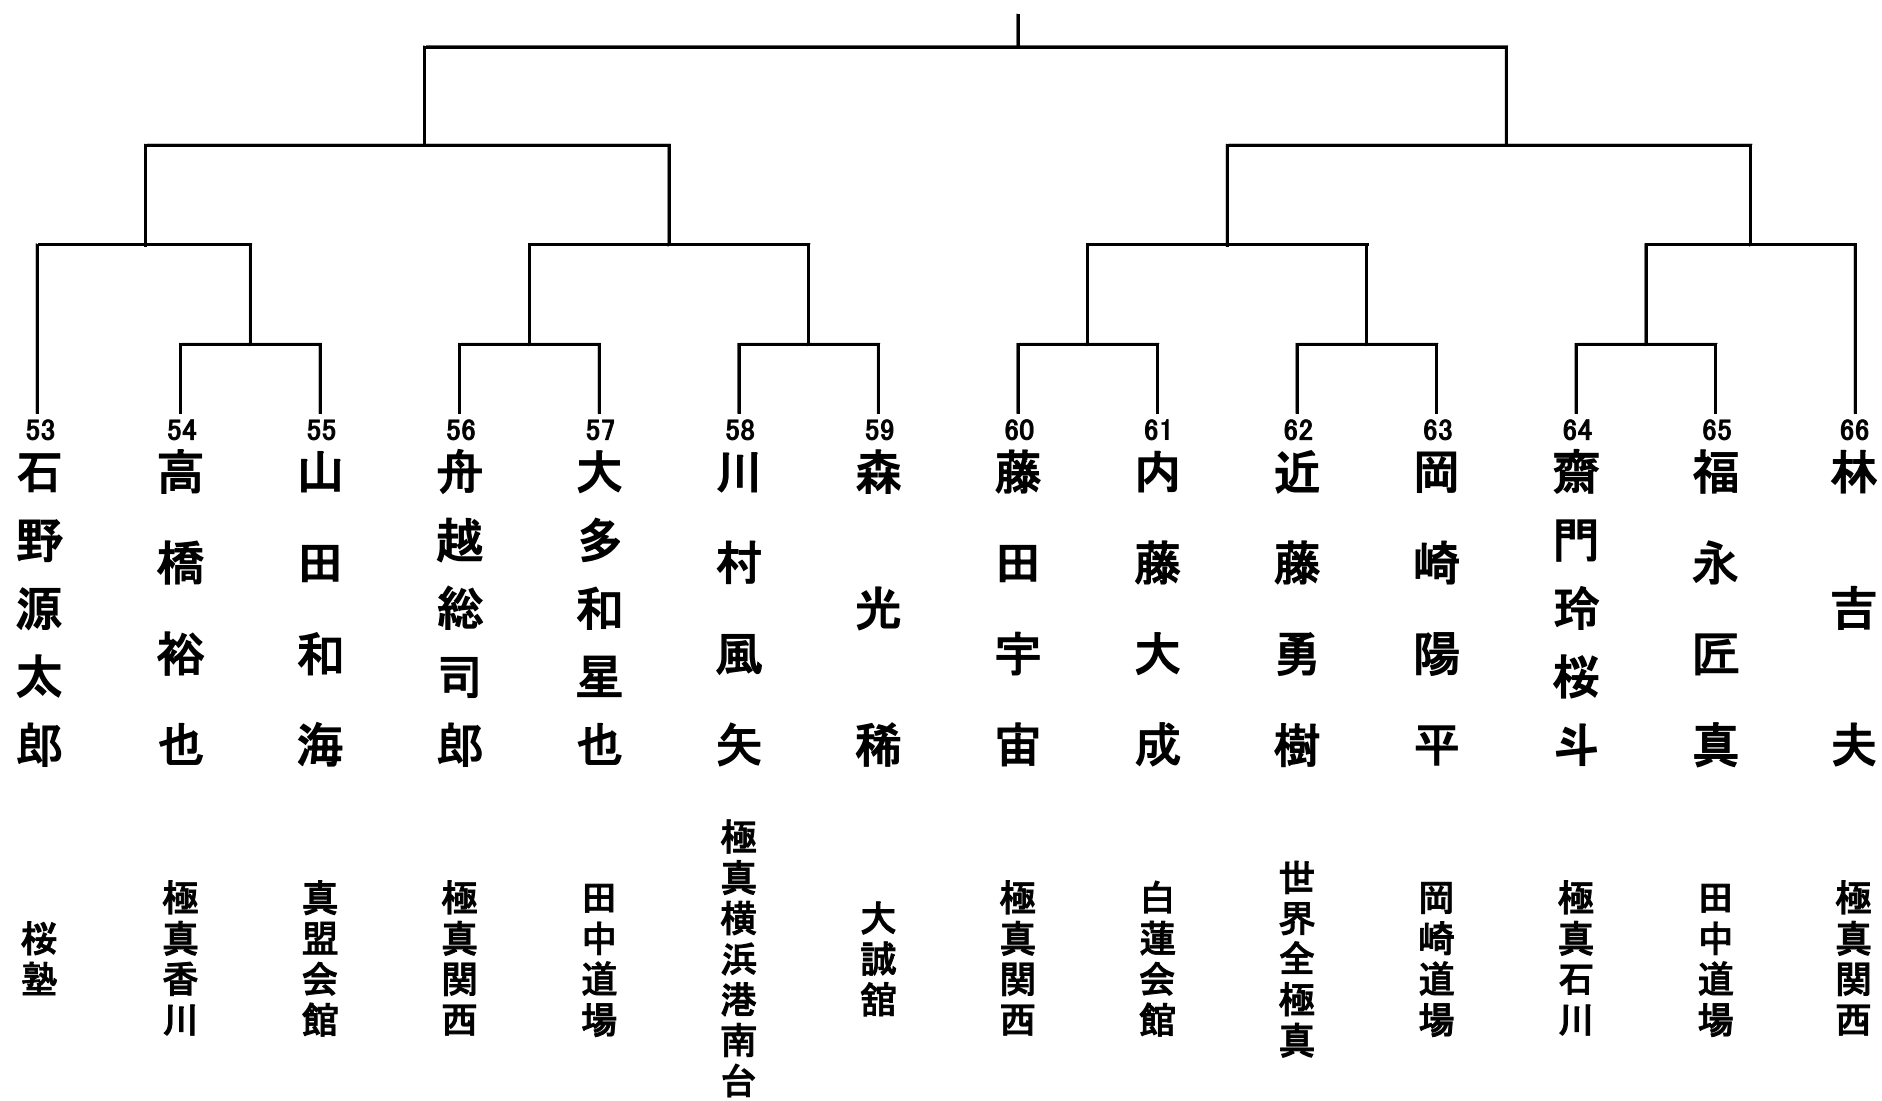 53
石野源太郎
桜塾
54
高橋裕也
極真香川
55
山田和海
真盟会館
56
舟越総司郎
極真関西
57
大多和星也
田中道場
58
川村風矢
極真横浜港南台
59
森光稀
大誠舘
60
藤田宇宙
極真関西
61
内藤大成
白蓮会館
62
近藤勇樹
世界全極真
63
岡崎陽平
岡崎道場
64
齋門玲桜斗
極真石川
65
福永匠真
田中道場
66
林吉夫
極真関西